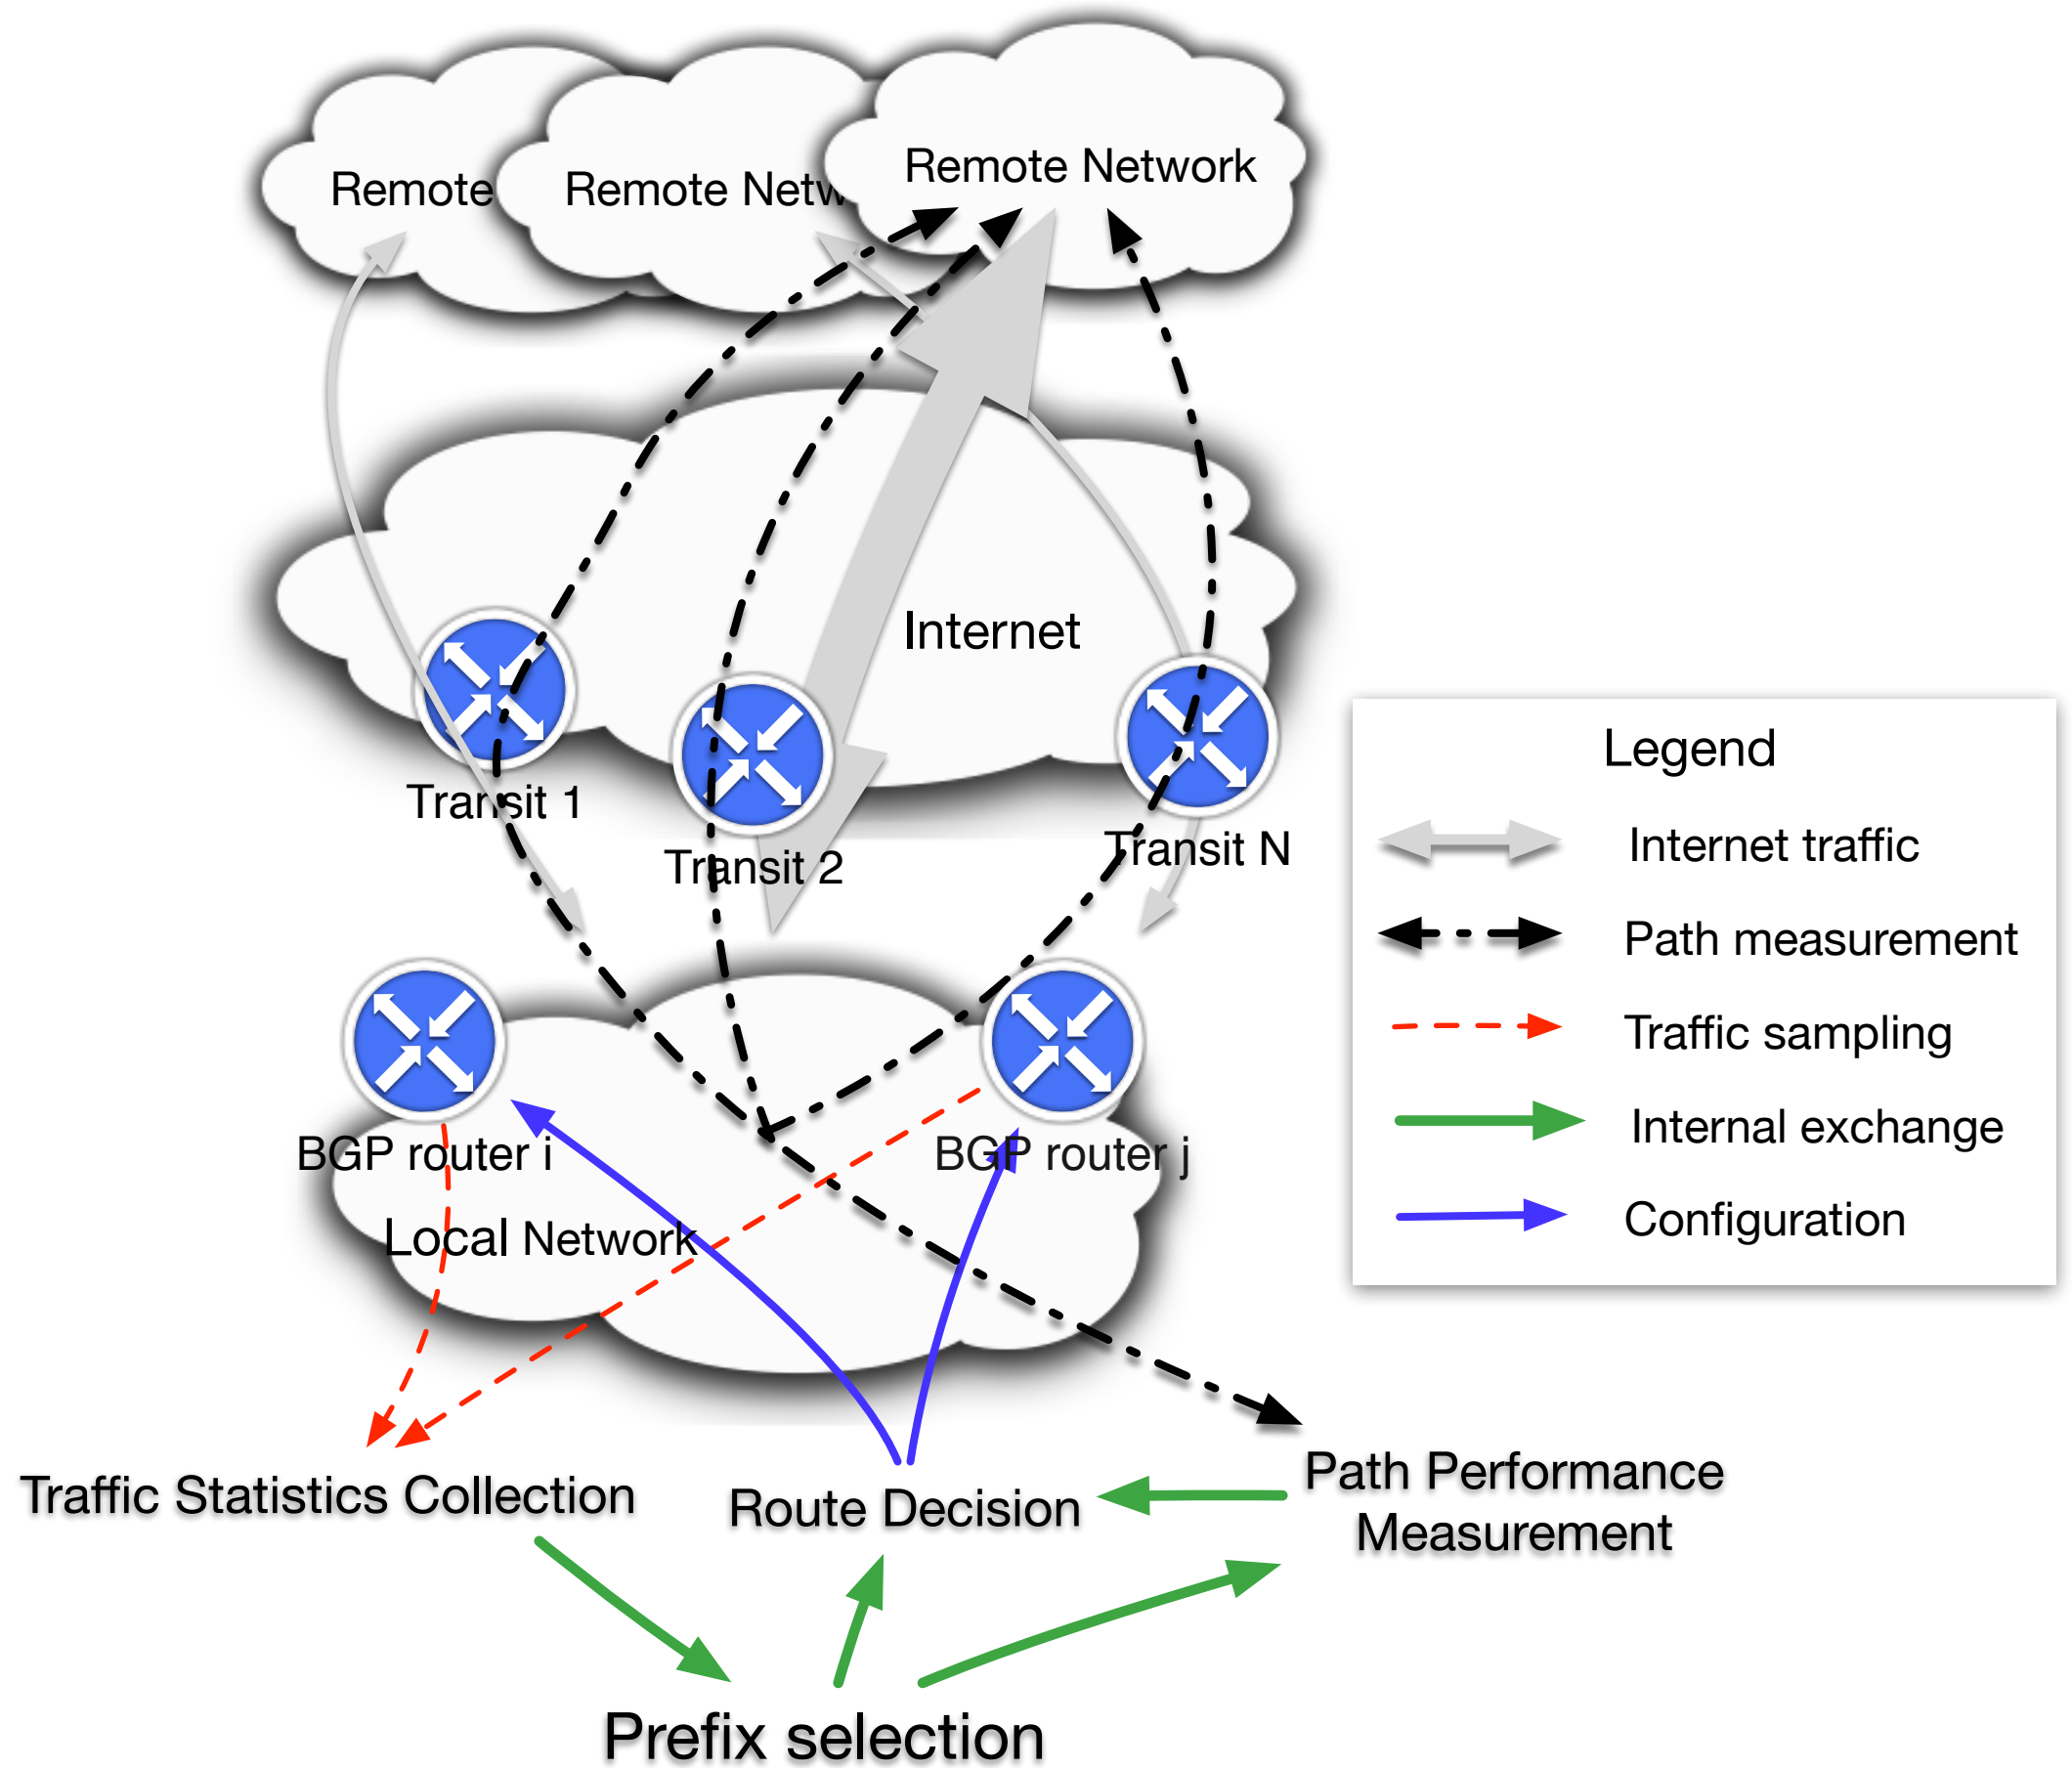 Remote
Remote Netw
Remote Network
Internet
Transit 1
Transit 2
Transit N
BGP router i
BGP router j
Local Network
Legend
Internet traffic
Path measurement
Traffic sampling
Internal exchange
Configuration
Traffic Statistics Collection
Route Decision
Path Performance
Measurement
Prefix selection